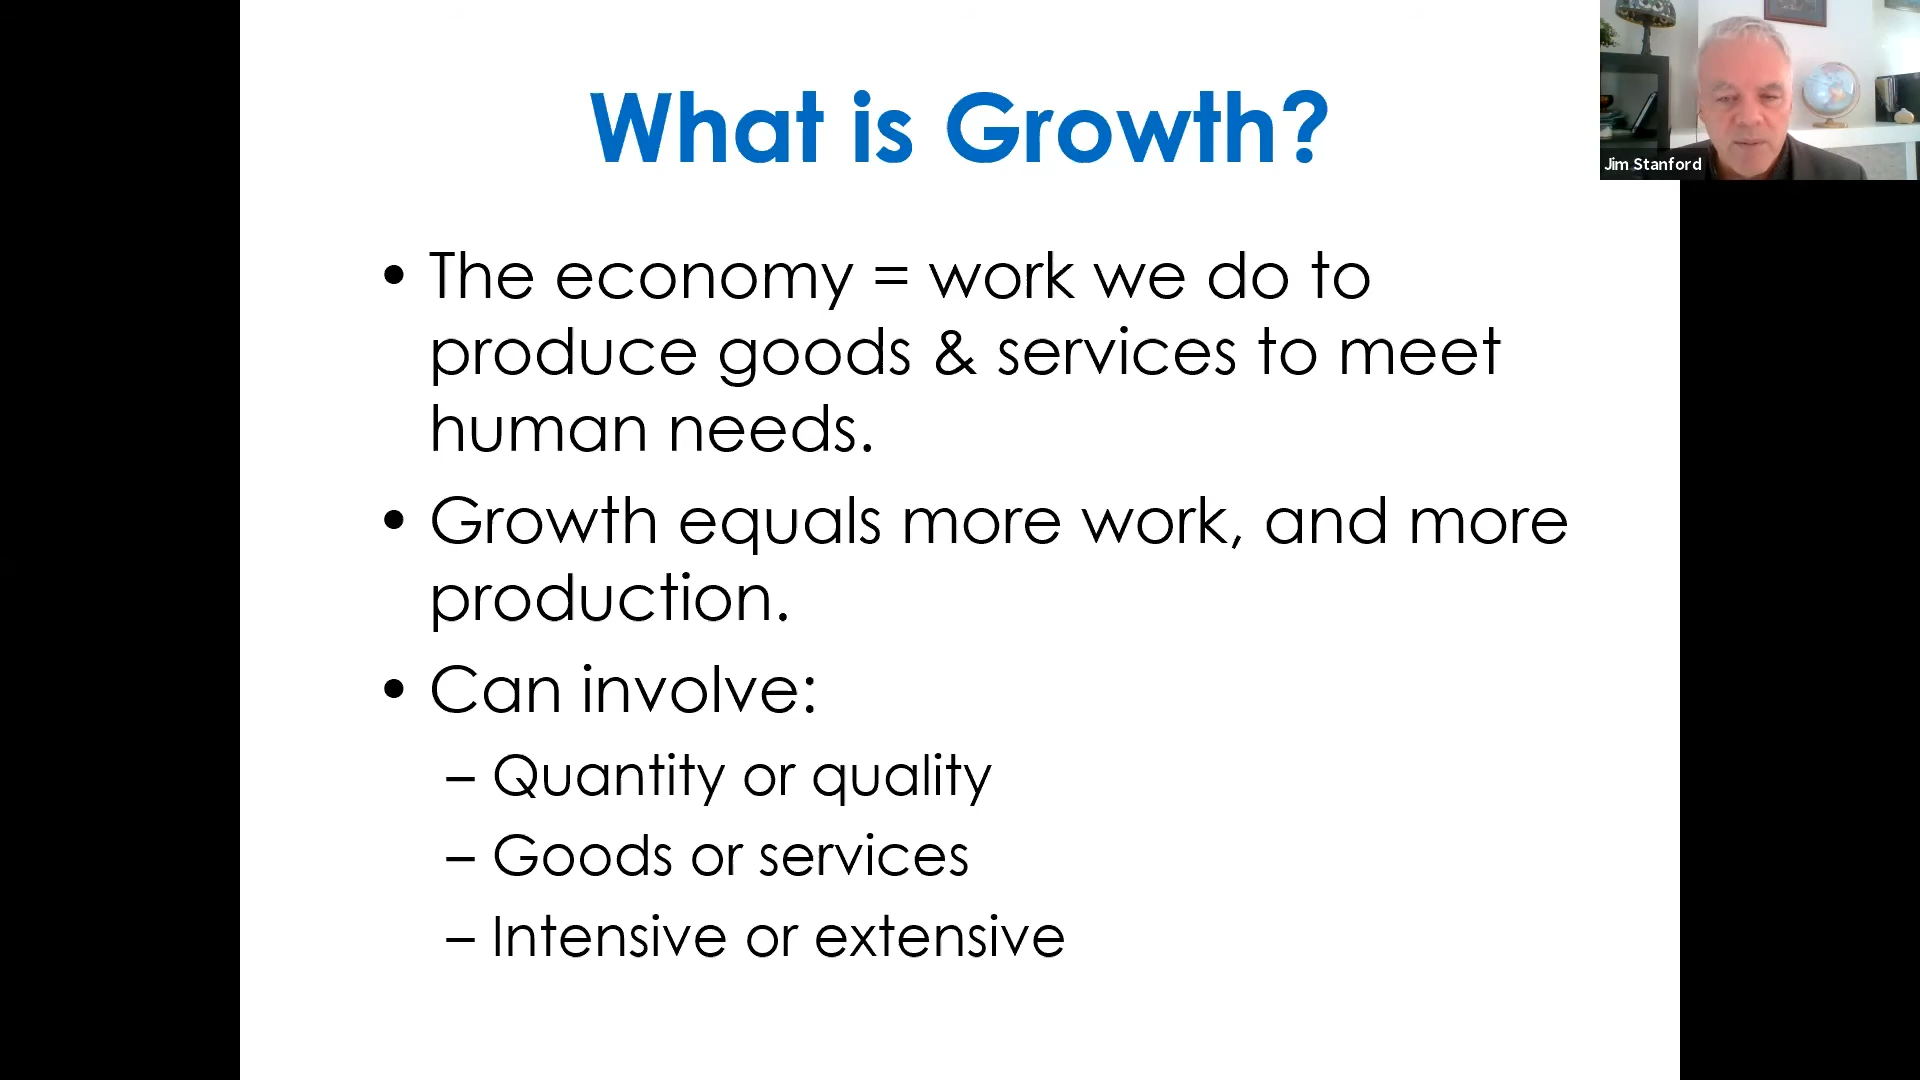 What is Growth?
• The economy = work we do to
produce goods & services to meet
human needs.
• Growth equals more work, and more
production.
• Can involve:
– Quantity or quality
– Goods or services
– Intensive or extensive
Jim Stanford